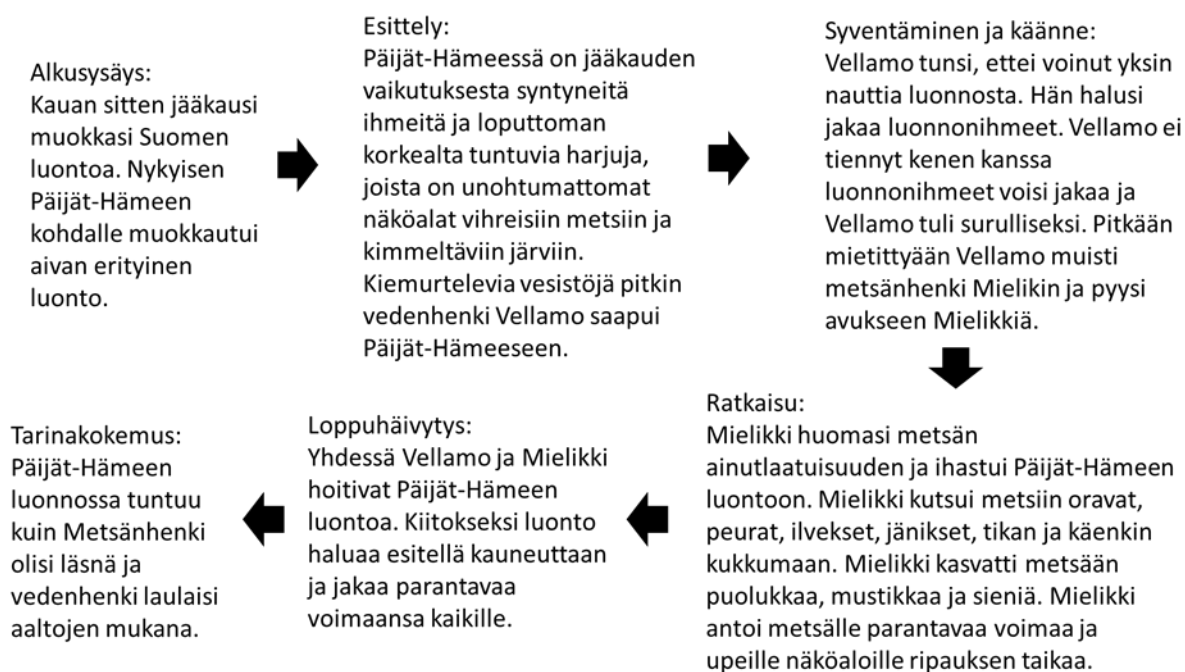 Alkusysäys:
Kauan sitten jääkausi
muokkasi Suomen
luontoa. Nykyisen
Päijät-Hämeen
kohdalle muokkautui
aivan erityinen
luonto.
Esittely:
Päijät-Hämeessä on jääkauden
vaikutuksesta syntyneitä
ihmeitä ja loputtoman
korkealta tuntuvia harjuja,
joista on unohtumattomat
näköalat vihreisiin metsiin ja
kimmeltäviin järviin.
Kiemurtelevia vesistöjä pitkin
vedenhenki Vellamo saapui
Päijät-Hämeeseen.
Syventäminen ja käänne:
Vellamo tunsi, ettei voinut yksin
nauttia luonnosta. Hän halusi
jakaa luonnonihmeet. Vellamo ei
tiennyt kenen kanssa
luonnonihmeet voisi jakaa ja
Vellamo tuli surulliseksi. Pitkään
mietittyään Vellamo muisti
metsänhenki Mielikin ja pyysi
avukseen Mielikkiä.
Ratkaisu:
Mielikki huomasi metsän
ainutlaatuisuuden ja ihastui Päijät-Hämeen
luontoon. Mielikki kutsui metsiin oravat,
peurat, ilvekset, jänikset, tikan ja käenkin
kukkumaan. Mielikki kasvatti metsään
puolukkaa, mustikkaa ja sieniä. Mielikki
antoi metsälle parantavaa voimaa ja
upeille näköaloille ripauksen taikaa.
Loppuhäivytys:
Yhdessä Vellamo ja Mielikki
hoitivat Päijät-Hämeen
luontoa. Kiitokseksi luonto
haluaa esitellä kauneuttaan
ja jakaa parantavaa
voimaansa kaikille.
Tarinakokemus:
Päijät-Hämeen
luonnossa tuntuu
kuin Metsänhenki
olisi läsnä ja
vedenhenki laulaisi
aaltojen mukana.